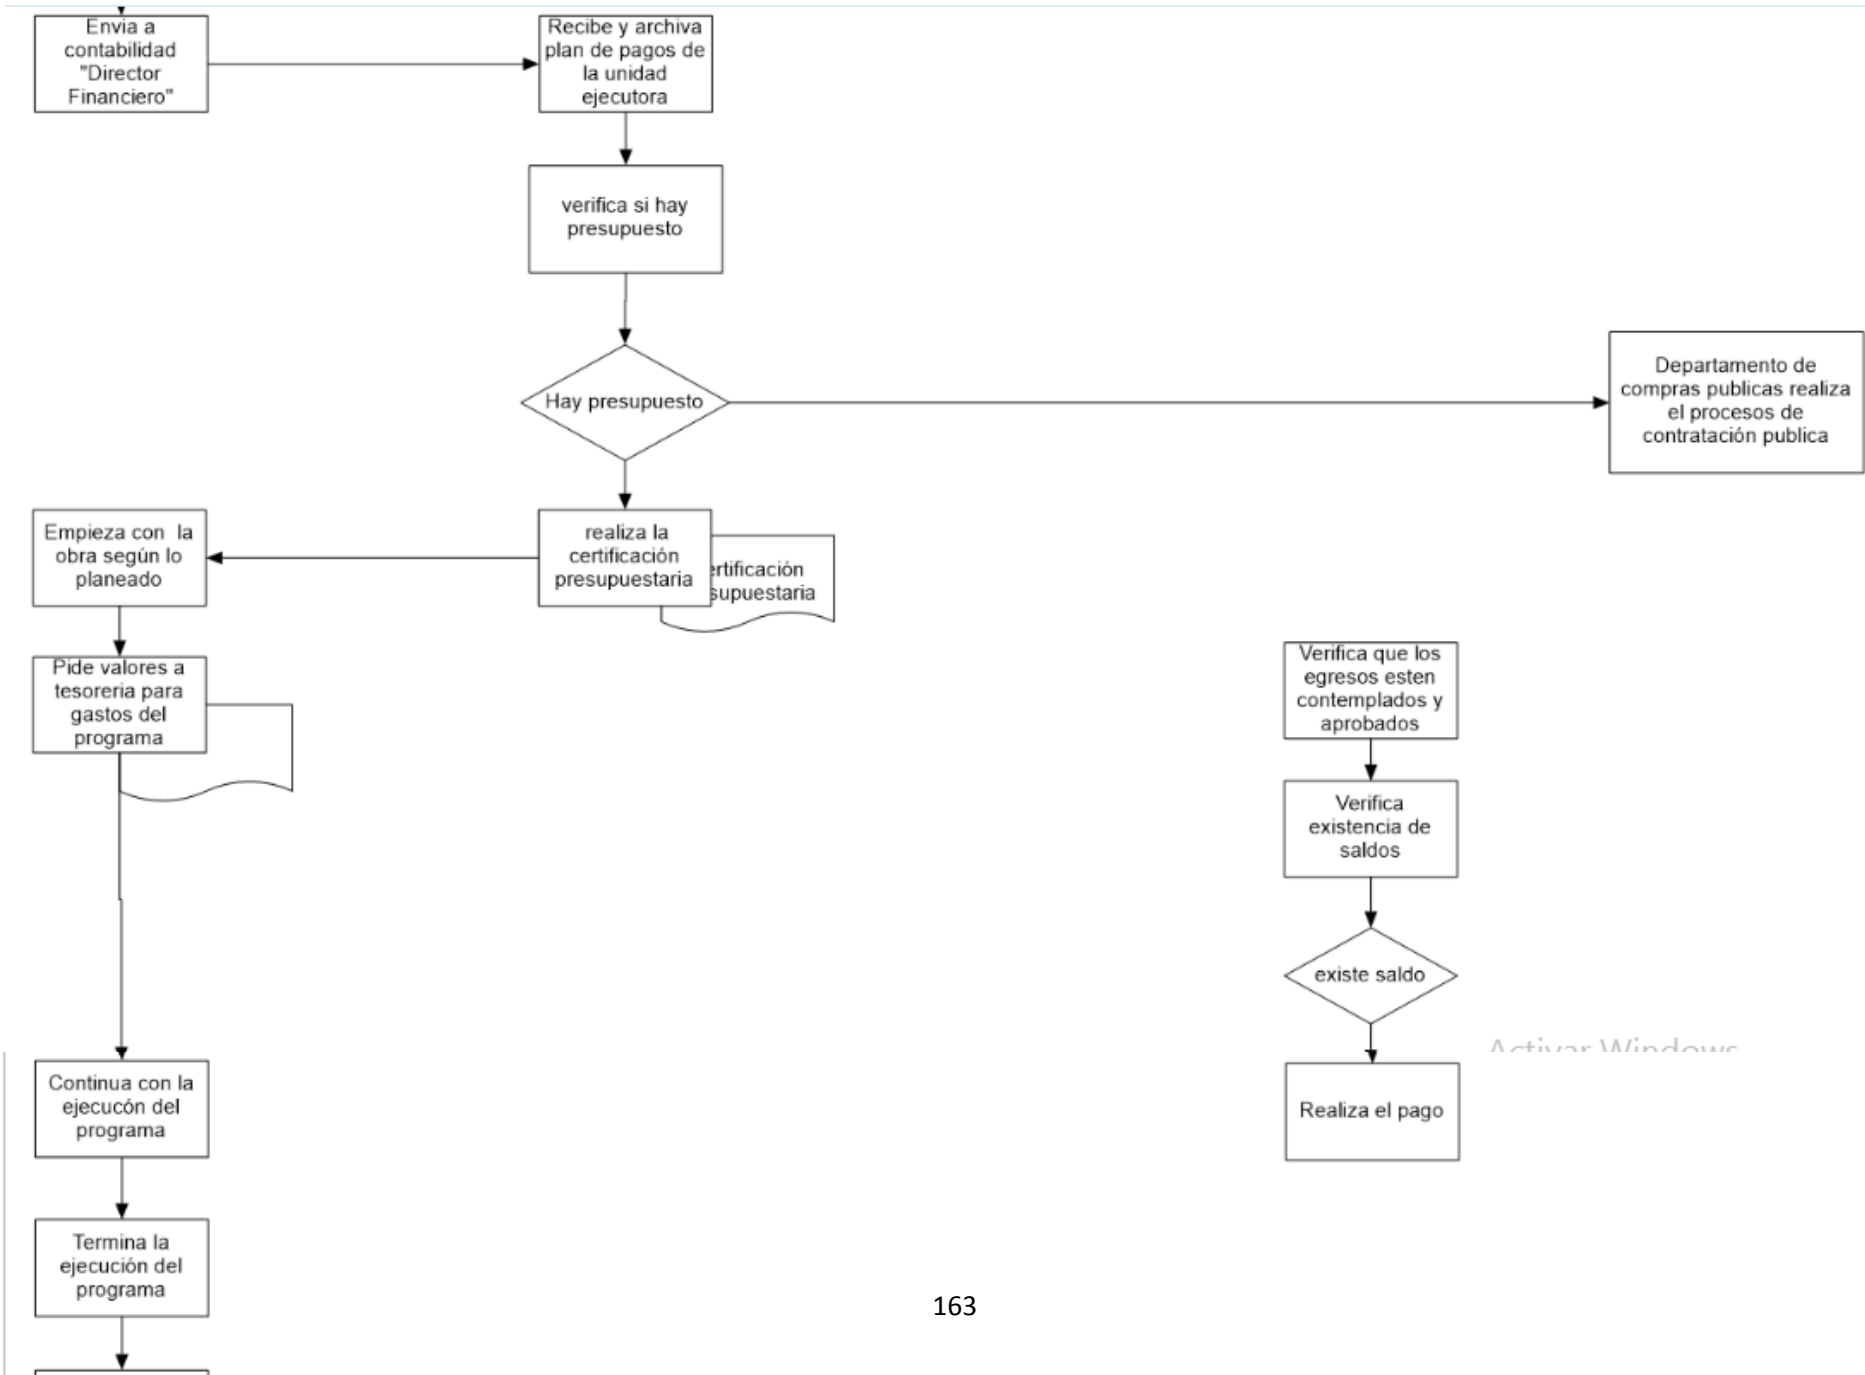 Envia a
contabilidad
"Director
Financiero"
Recibe y archiva
plan de pagos de
la unidad
ejecutora
verifica si hay
presupuesto
Hay presupuesto
Departamento de
compras publicas realiza
el procesos de
contratación publica
Empieza con la
obra según lo
planeado
realiza la
certificación
presupuestaria
ertificación
supuestaria
Pide valores a
tesoreria para
gastos del
programa
Verifica que los
egresos esten
contemplados y
aprobados
Verifica
existencia de
saldos
existe saldo
Activar Windows
Realiza el pago
Continua con la
ejecucón del
programa
Termina la
ejecución del
programa
163